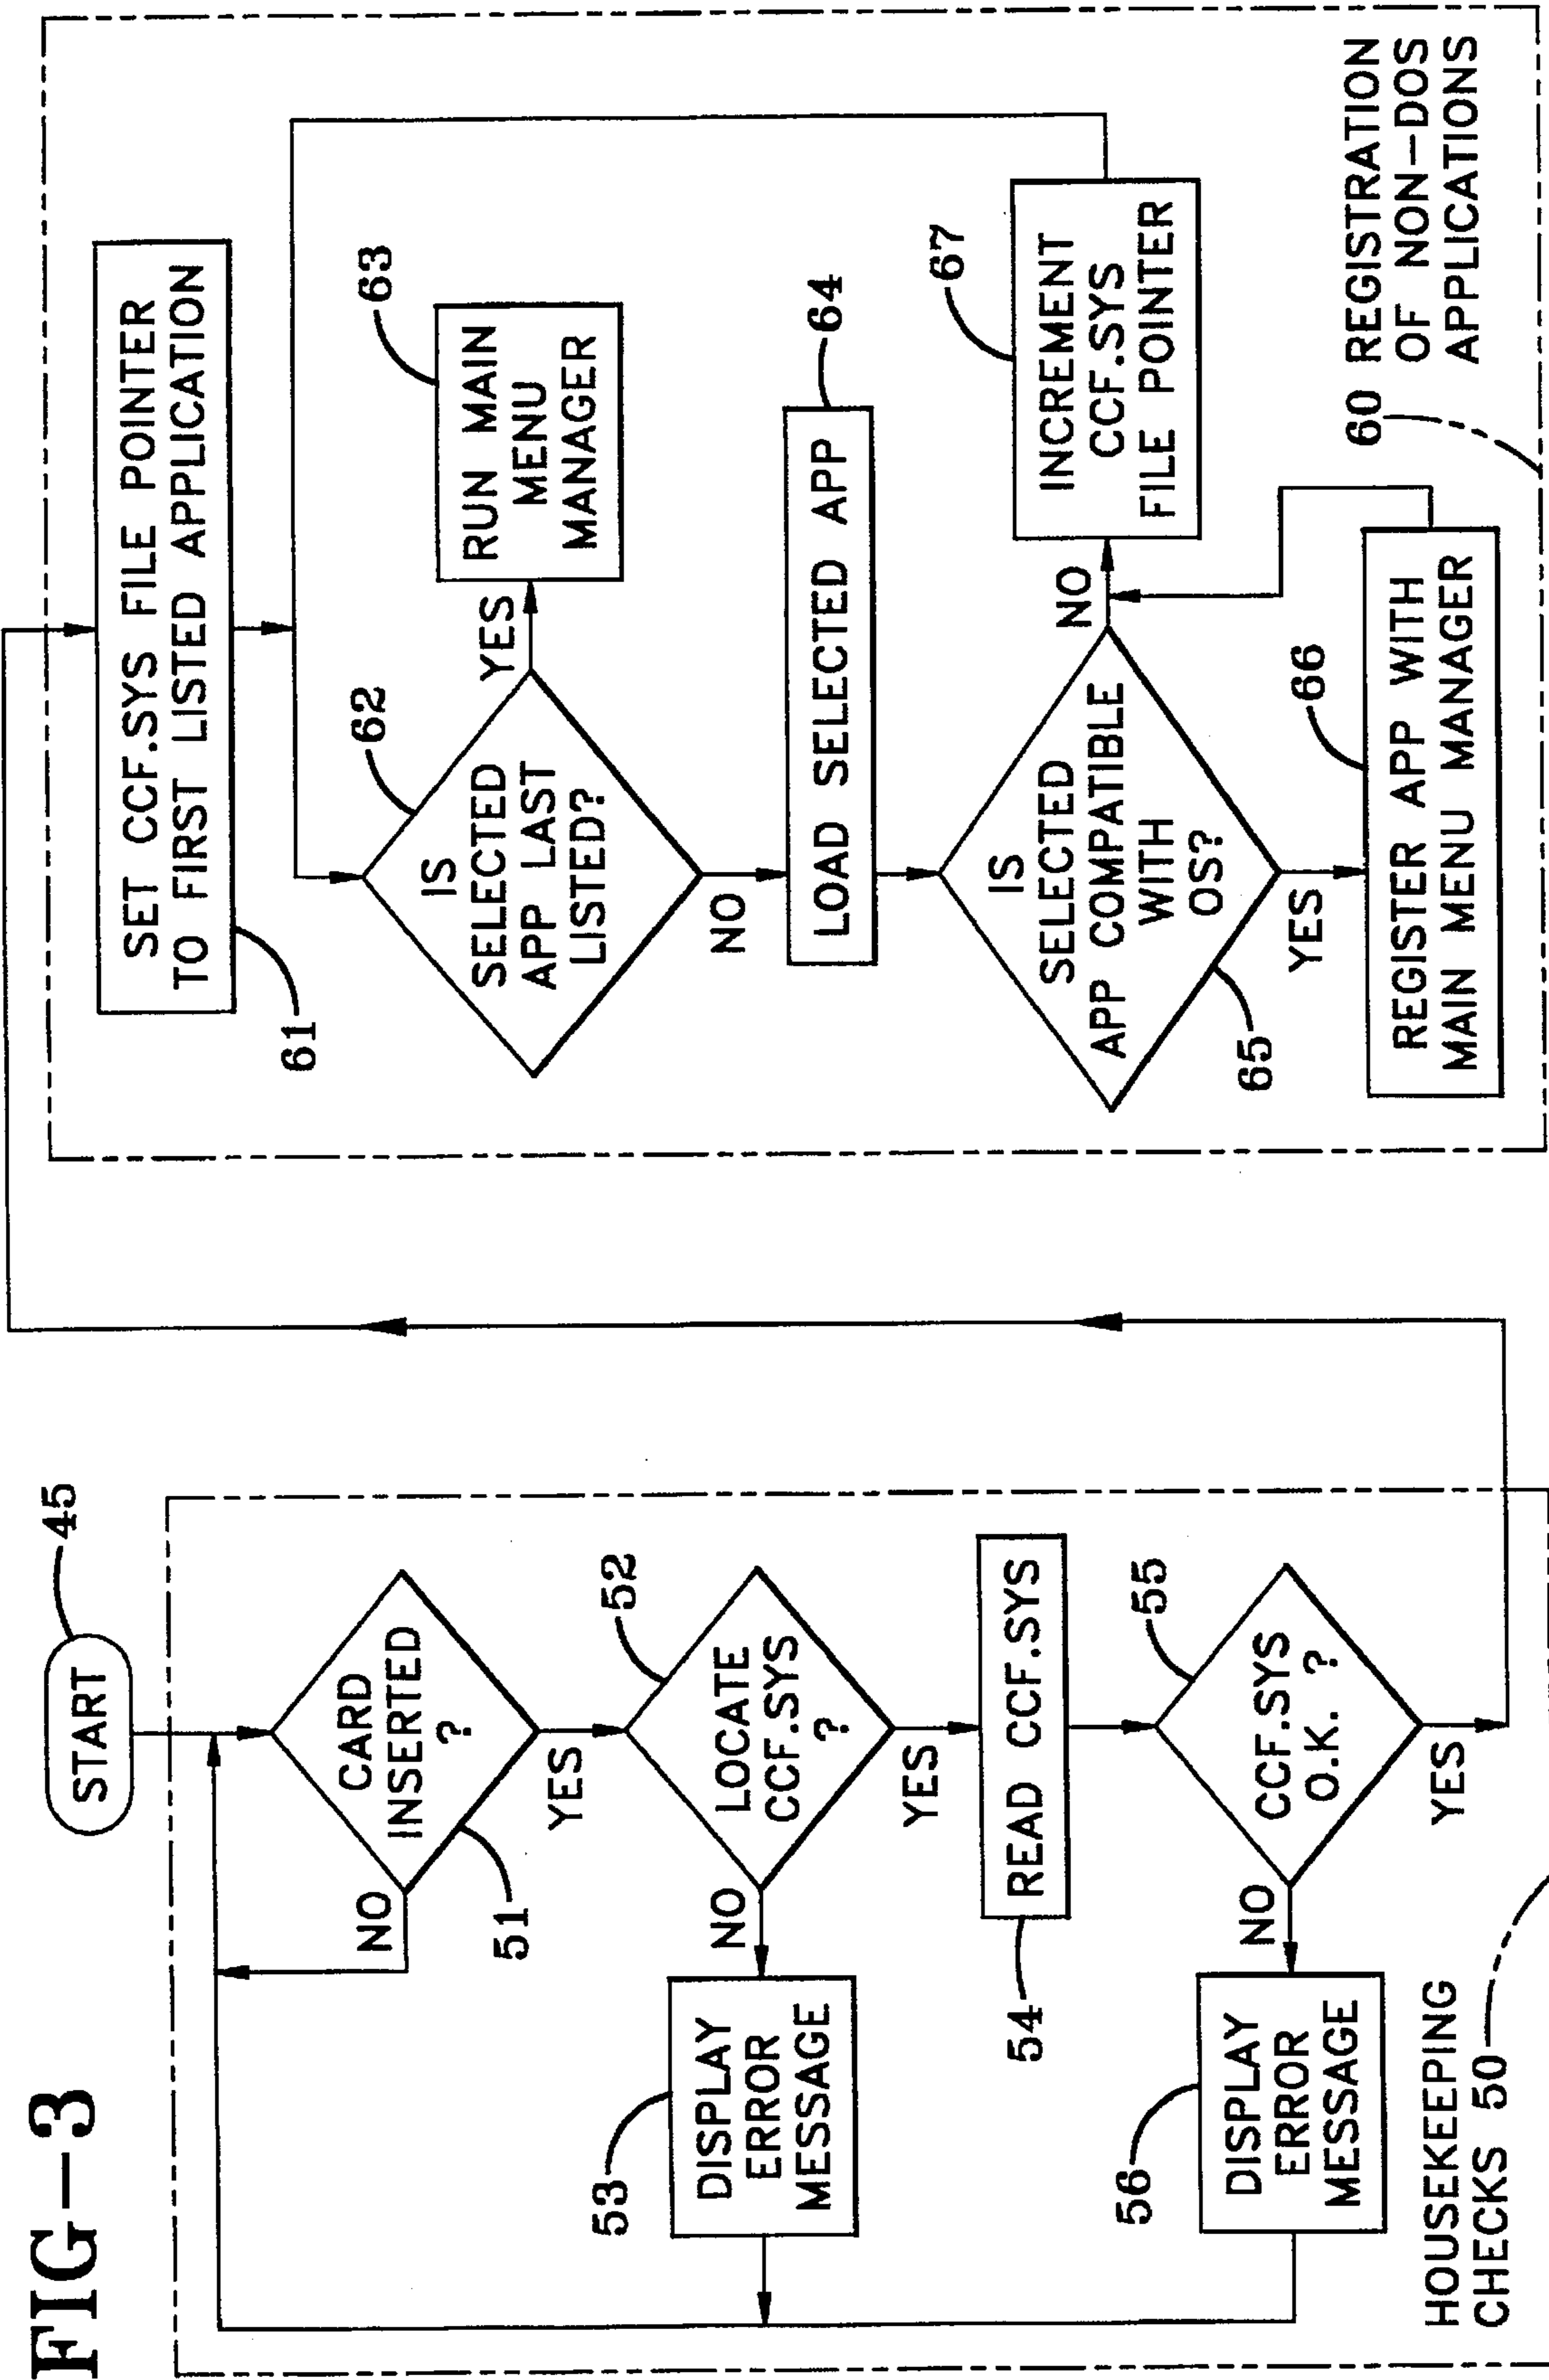 FIG-3
START
45
CARD
INSERTED
?
NO
51
YES
LOCATE
CCF.SYS
?
52
NO
53
DISPLAY
ERROR
MESSAGE
YES
READ CCF.SYS
54
CCF.SYS
O.K. ?
55
NO
56
DISPLAY
ERROR
MESSAGE
YES
HOUSEKEEPING
CHECKS 50
SET CCF.SYS FILE POINTER
TO FIRST LISTED APPLICATION
61
IS
SELECTED
APP LAST
LISTED?
62
YES
RUN MAIN
MENU
MANAGER
63
NO
LOAD SELECTED APP
64
IS
SELECTED
APP COMPATIBLE
WITH
OS?
65
NO
INCREMENT
CCF.SYS
FILE POINTER
67
YES
REGISTER APP WITH
MAIN MENU MANAGER
66
60 REGISTRATION
OF NON-DOS
APPLICATIONS